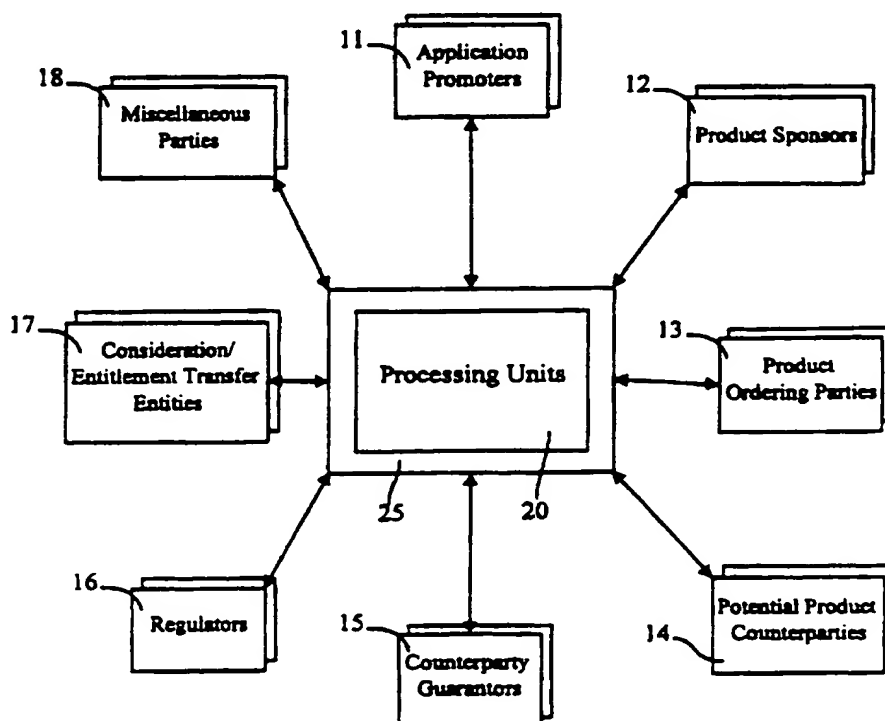 11
Application
Promoters
18
Miscellaneous
Parties
12
Product Sponsors
17
Consideration/
Entitlement Transfer
Entities
Processing Units
13
Product
Ordering Parties
25
20
16
Regulators
15
Counterparty
Guarantors
Potential Product
Counterparties
14